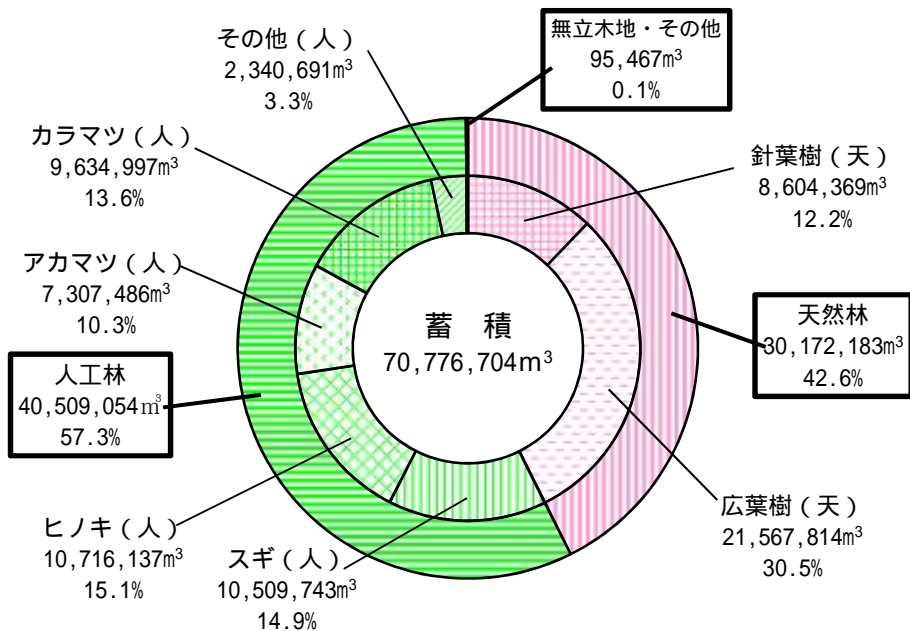 無立木地・その他
95,467m³
0.1%
その他（人）
2,340,691m³
3.3%
カラマツ（人）
9,634,997m³
13.6%
針葉樹（天）
8,604,369m³
12.2%
アカマツ（人）
7,307,486m³
10.3%
蓄 積
70,776,704m³
天然林
30,172,183m³
42.6%
人工林
40,509,054㎥
57.3%
広葉樹（天）
21,567,814m³
30.5%
ヒノキ（人）
10,716,137m³
15.1%
スギ（人）
10,509,743m³
14.9%